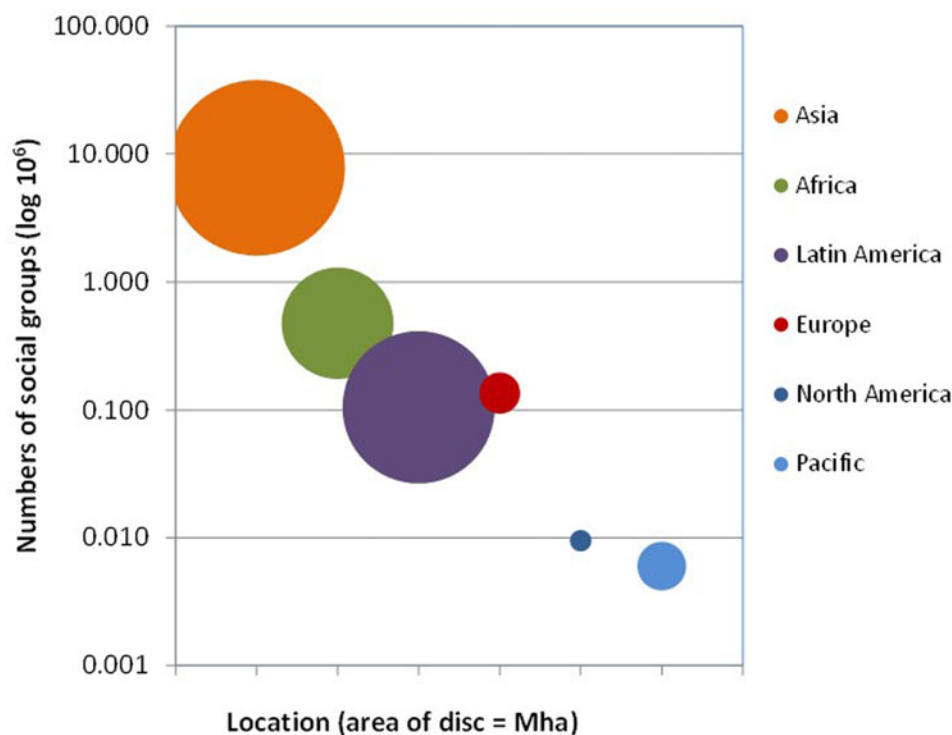 100.000
10.000
1.000
0.100
0.010
0.001
Numbers of social groups (log 10⁶)
Location (area of disc = Mha)
Asia
Africa
Latin America
Europe
North America
Pacific